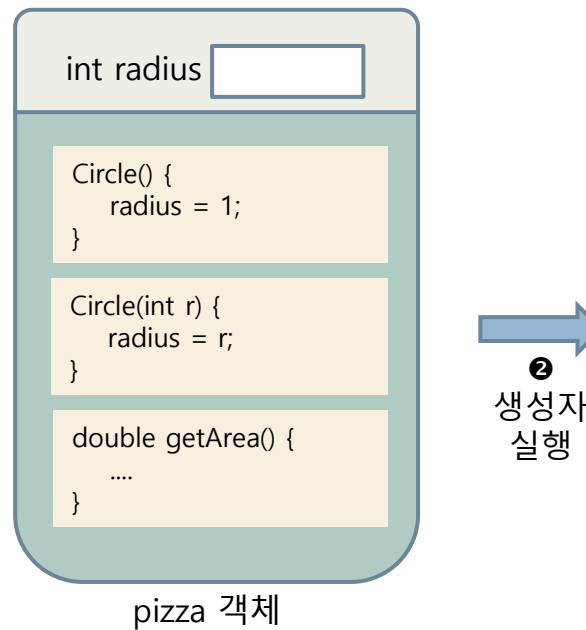 int radius
Circle() {
radius = 1;
}
Circle(int r) {
radius = r;
}
double getArea() {
....
}
❷
생성자
실행
pizza 객체